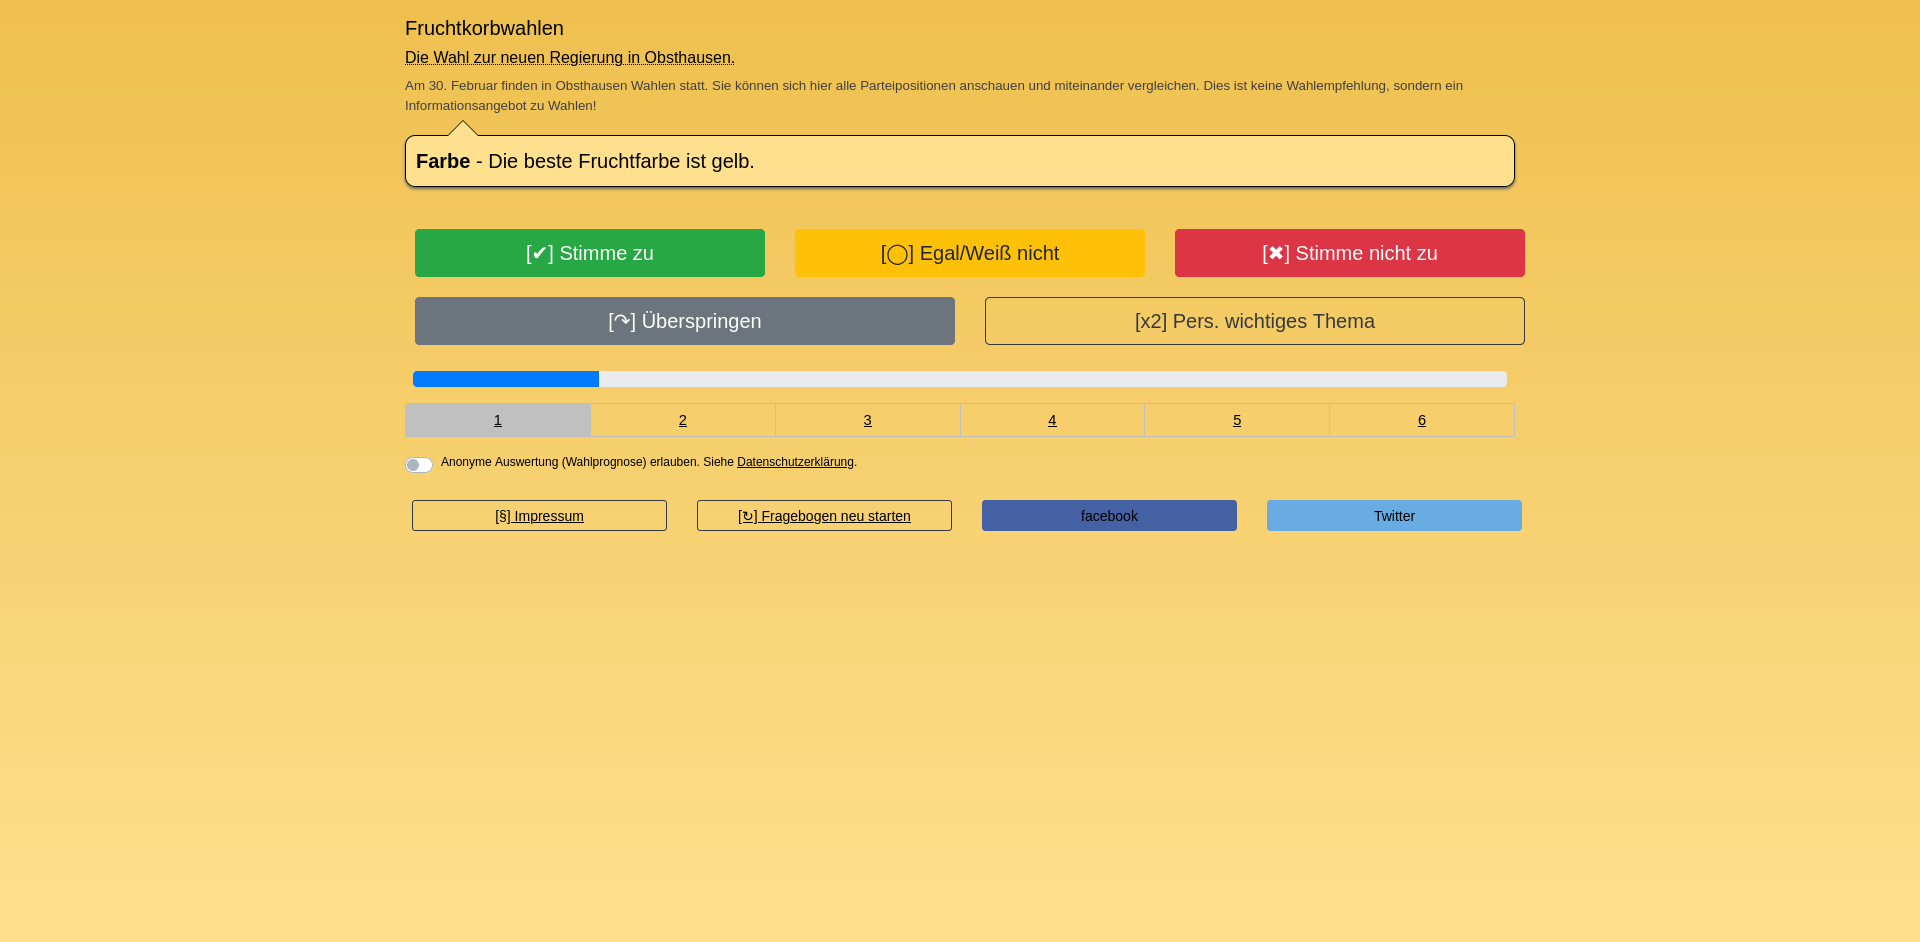 Fruchtkorbwahlen
Die Wahl zur neuen Regierung in Obsthausen.
Am 30. Februar finden in Obsthausen Wahlen statt. Sie können sich hier alle Parteipositionen anschauen und miteinander vergleichen. Dies ist keine Wahlempfehlung, sondern ein
Informationsangebot zu Wahlen!
Farbe - Die beste Fruchtfarbe ist gelb.
[✔] Stimme zu [◯] Egal/Weiß nicht [✖] Stimme nicht zu
[↷] Überspringen [x2] Pers. wichtiges Thema
1 2 3 4 5 6
Anonyme Auswertung (Wahlprognose) erlauben. Siehe Datenschutzerklärung.
[§] Impressum [↻] Fragebogen neu starten facebook Twitter